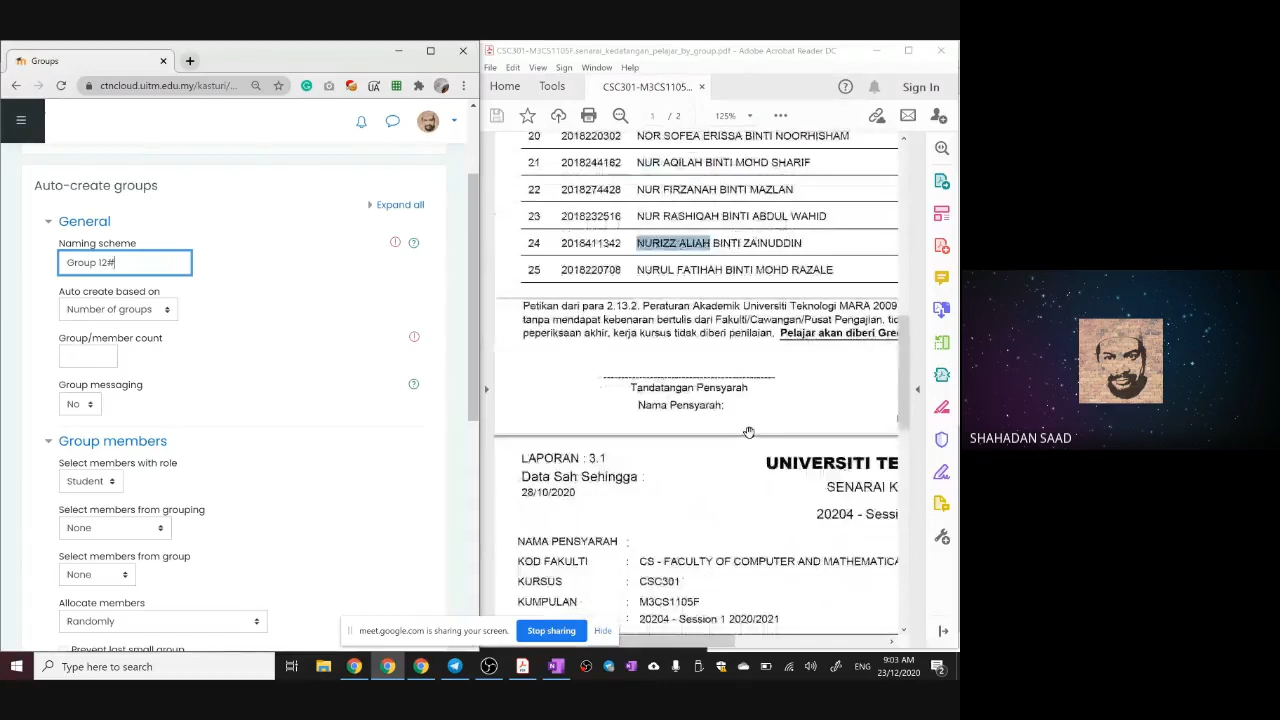 Groups
ctncloud.uitm.edu.my/kasturi/...
Auto-create groups
Expand all
General
Naming scheme
Group 12#
Auto create based on
Number of groups
Group/member count
Group messaging
No
Group members
Select members with role
Student
Select members from grouping
None
Select members from group
None
Allocate members
Randomly
Prevent last small group
CSC301-M3CS1105F.senarai_kedatangan_pelajar_by_group.pdf - Adobe Acrobat Reader DC
File Edit View Sign Window Help
Home Tools CSC301-M3CS1105... Sign In
1 / 2 125%
20 2018220302 NOR SOFEA ERISSA BINTI NOORHISHAM
21 2018244162 NUR AQILAH BINTI MOHD SHARIF
22 2018274428 NUR FIRZANAH BINTI MAZLAN
23 2018232516 NUR RASHIQAH BINTI ABDUL WAHID
24 2018411342 NURIZZ ALIAH BINTI ZAINUDDIN
25 2018220708 NURUL FATIHAH BINTI MOHD RAZALE
Petikan dari para 2.13.2. Peraturan Akademik Universiti Teknologi MARA 2009
tanpa mendapat kebenaran bertulis dari Fakulti/Cawangan/Pusat Pengajian, tid
peperiksaan akhir, kerja kursus tidak diberi penilaian. Pelajar akan diberi Gre
Tandatangan Pensyarah
Nama Pensyarah:
LAPORAN : 3.1
UNIVERSITI TE
Data Sah Sehingga :
SENARAI K
28/10/2020
20204 - Sessi
NAMA PENSYARAH :
KOD FAKULTI : CS - FACULTY OF COMPUTER AND MATHEMATICA
KURSUS : CSC301
KUMPULAN : M3CS1105F
20204 - Session 1 2020/2021
meet.google.com is sharing your screen. Stop sharing Hide
Type here to search
ENG
9:03 AM
23/12/2020
2
SHAHADAN SAAD